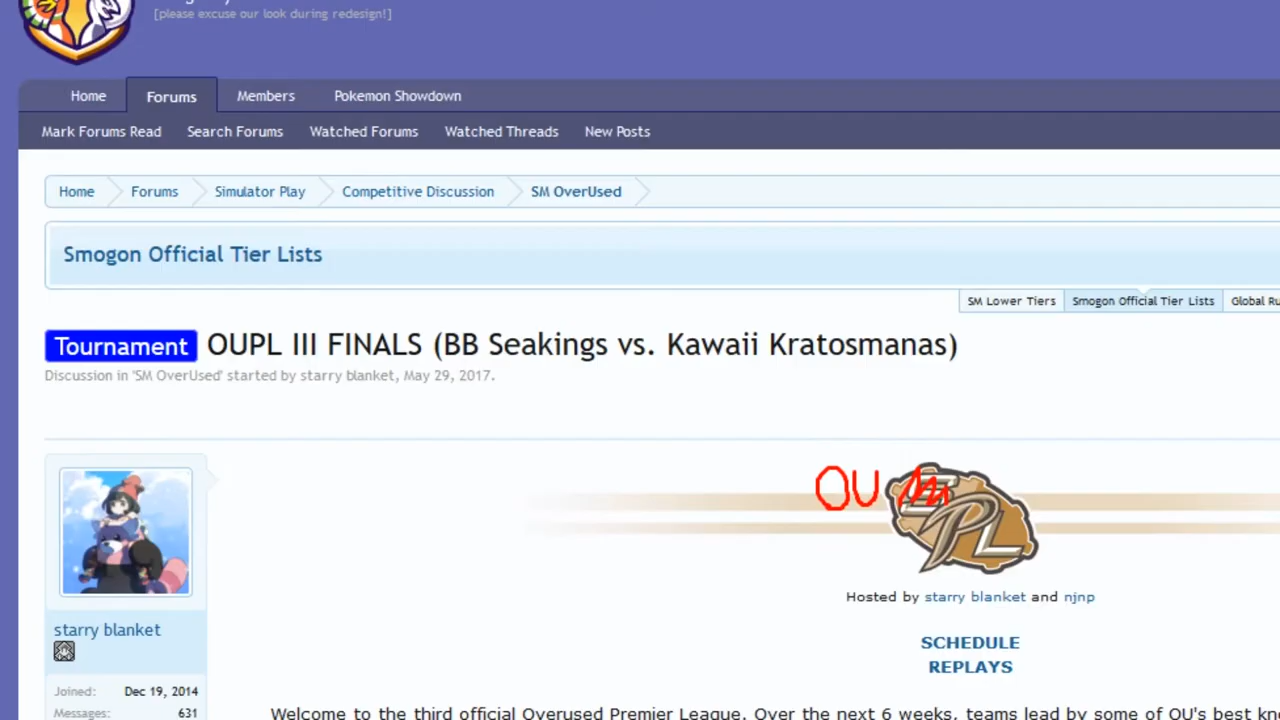 [please excuse our look during redesign!]
Home Forums Members Pokemon Showdown
Mark Forums Read Search Forums Watched Forums Watched Threads New Posts
Home Forums Simulator Play Competitive Discussion SM OverUsed
Smogon Official Tier Lists
SM Lower Tiers Smogon Official Tier Lists Global Ru
Tournament OUPL III FINALS (BB Seakings vs. Kawaii Kratosmanas)
Discussion in 'SM OverUsed' started by starry blanket, May 29, 2017.
OU
PL
Hosted by starry blanket and njnp
SCHEDULE
REPLAYS
starry blanket
Joined: Dec 19, 2014
Messages: 631
Welcome to the third official Overused Premier League. Over the next 6 weeks, teams lead by some of OU's best kn